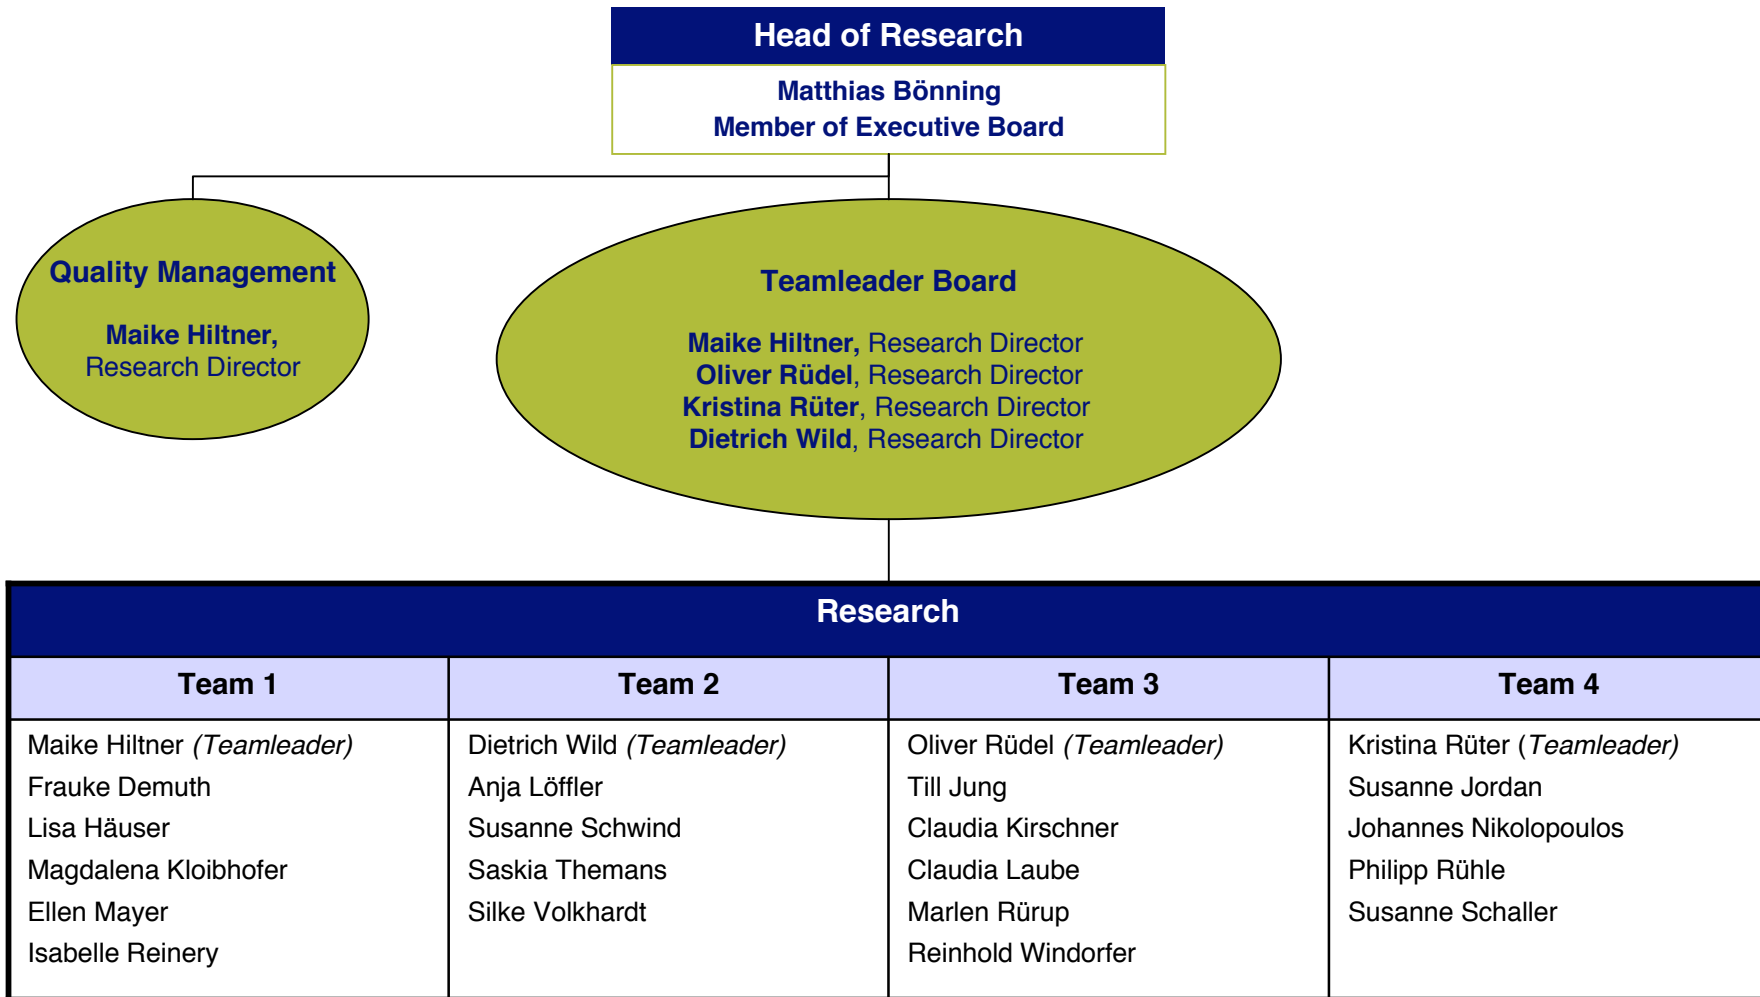 Head of Research
Matthias Bönning
Member of Executive Board
Quality Management
Maike Hiltner,
Research Director
Teamleader Board
Maike Hiltner, Research Director
Oliver Rüdel, Research Director
Kristina Rüter, Research Director
Dietrich Wild, Research Director
Research
Team 1
Team 2
Team 3
Team 4
Maike Hiltner (Teamleader)
Frauke Demuth
Lisa Häuser
Magdalena Kloibhofer
Ellen Mayer
Isabelle Reinery
Dietrich Wild (Teamleader)
Anja Löffler
Susanne Schwind
Saskia Themans
Silke Volkhardt
Oliver Rüdel (Teamleader)
Till Jung
Claudia Kirschner
Claudia Laube
Marlen Rürup
Reinhold Windorfer
Kristina Rüter (Teamleader)
Susanne Jordan
Johannes Nikolopoulos
Philipp Rühle
Susanne Schaller